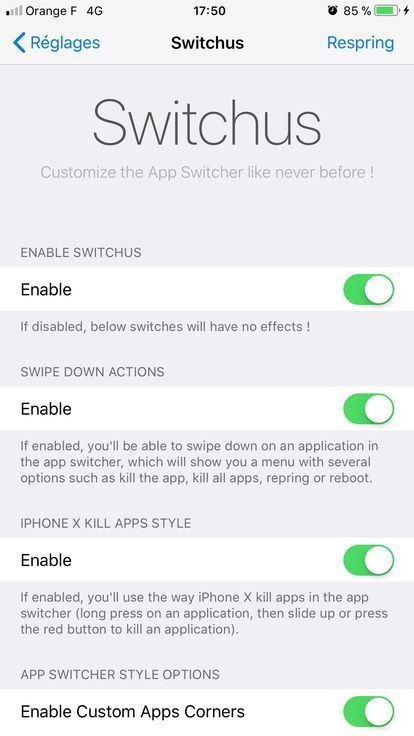 Orange F 4G 17:50 85 %
Réglages Switchus Respring
Switchus
Customize the App Switcher like never before !
ENABLE SWITCHUS
Enable
If disabled, below switches will have no effects !
SWIPE DOWN ACTIONS
Enable
If enabled, you'll be able to swipe down on an application in
the app switcher, which will show you a menu with several
options such as kill the app, kill all apps, repring or reboot.
IPHONE X KILL APPS STYLE
Enable
If enabled, you'll use the way iPhone X kill apps in the app
switcher (long press on an application, then slide up or press
the red button to kill an application).
APP SWITCHER STYLE OPTIONS
Enable Custom Apps Corners